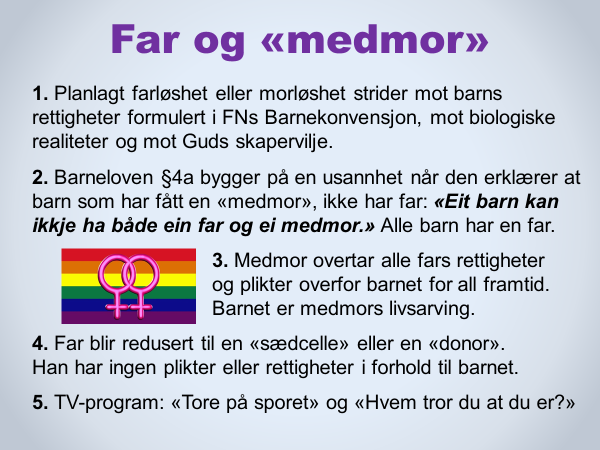 Far og «medmor»
1. Planlagt farløshet eller morløshet strider mot barns
rettigheter formulert i FNs Barnekonvensjon, mot biologiske
realiteter og mot Guds skapervilje.
2. Barneloven §4a bygger på en usannhet når den erklærer at
barn som har fått en «medmor», ikke har far: «Eit barn kan
ikkje ha både ein far og ei medmor.» Alle barn har en far.
3. Medmor overtar alle fars rettigheter
og plikter overfor barnet for all framtid.
Barnet er medmors livsarving.
4. Far blir redusert til en «sædcelle» eller en «donor».
Han har ingen plikter eller rettigheter i forhold til barnet.
5. TV-program: «Tore på sporet» og «Hvem tror du at du er?»